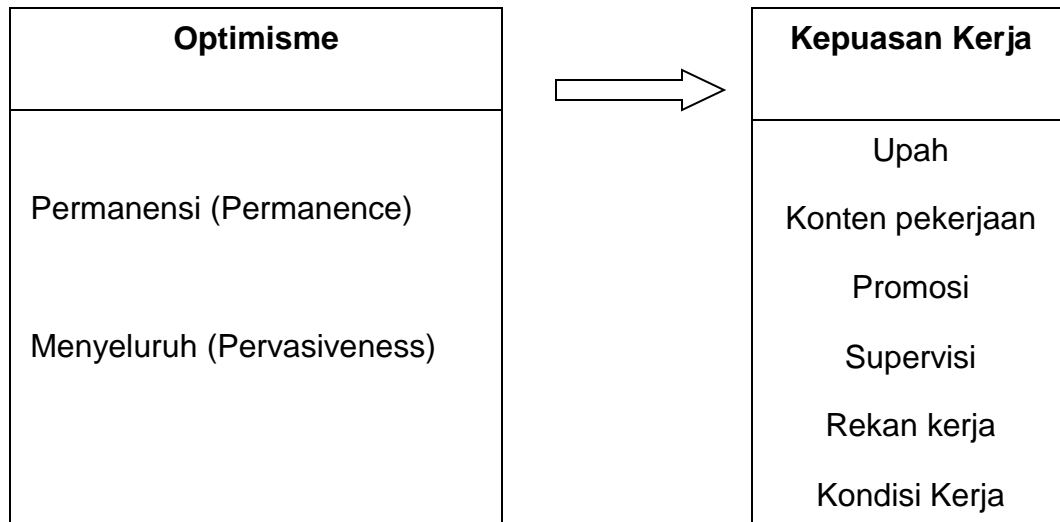 Optimisme
Permanensi (Permanence)
Menyeluruh (Pervasiveness)
Kepuasan Kerja
Upah
Konten pekerjaan
Promosi
Supervisi
Rekan kerja
Kondisi Kerja